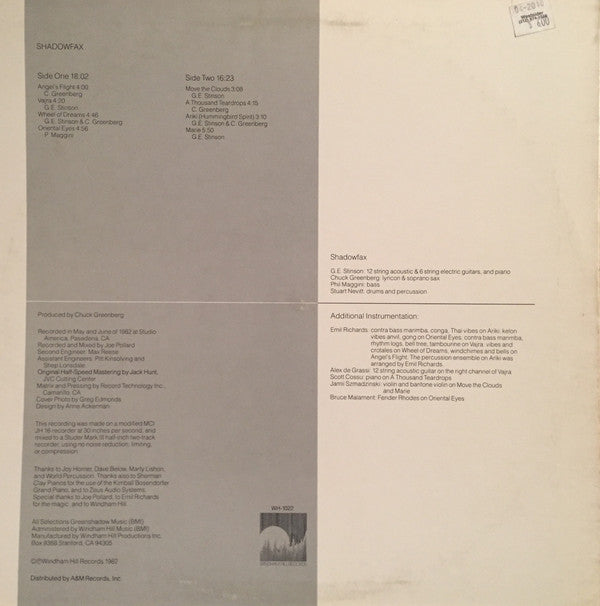 SHADOWFAX
Side One 18:02
Angel's Flight 4:00
C. Greenberg
Vajra 4:20
G.E. Stinson
Wheel of Dreams 4:46
G.E. Stinson & C. Greenberg
Oriental Eyes 4:56
P. Maggini
Side Two 16:23
Move the Clouds 3:08
G.E. Stinson
A Thousand Teardrops 4:15
C. Greenberg
Ariki (Hummingbird Spirit) 3:10
G.E. Stinson & C. Greenberg
Marie 5:50
G.E. Stinson
Shadowfax
G.E. Stinson: 12 string acoustic & 6 string electric guitars, and piano
Chuck Greenberg: lyricon & soprano sax
Phil Maggini: bass
Stuart Nevitt: drums and percussion
Additional Instrumentation:
Emil Richards: contra bass marimba, conga, Thai vibes on Ariki; kelon
vibes anvil, gong on Oriental Eyes; contra bass marimba,
rhythm logs, bell tree, tambourine on Vajra; vibes and
crotales on Wheel of Dreams; windchimes and bells on
Angel's Flight. The percussion ensemble on Ariki was
arranged by Emil Richards.
Alex de Grassi: 12 string acoustic guitar on the right channel of Vajra
Scott Cossu: piano on A Thousand Teardrops
Jamii Szmadzinski: violin and baritone violin on Move the Clouds
and Marie
Bruce Malament: Fender Rhodes on Oriental Eyes
Produced by Chuck Greenberg
Recorded in May and June of 1982 at Studio
America, Pasadena, CA
Recorded and Mixed by Joe Pollard
Second Engineer: Max Reese
Assistant Engineers: Pitt Kinsolving and
Streip Lonsdale
Original Half-Speed Mastering by Jack Hunt,
JVC Cutting Center
Matrix and Pressing by Record Technology Inc.,
Camarillo, CA
Cover Photo by Greg Edmonds
Design by Anne Ackerman
This recording was made on a modified MCI
JH 16 recorder at 30 inches per second, and
mixed to a Studer Mark III half-inch two-track
recorder, using no noise reduction, limiting,
or compression.
Thanks to Joy Horner, Dave Belzer, Marty Lishon,
and World Percussion. Thanks also to Sherman
Clay Pianos for the use of the Kimball Bosendorfer
Grand Piano, and to Zeus Audio Systems.
Special thanks to Joe Pollard, to Emil Richards
for the magic, and to Windham Hill.
All Selections Greenshadow Music (BMI)
Administered by Windham Hill Music (BMI)
Manufactured by Windham Hill Productions Inc.
Box 9388 Stanford, CA 94305
©℗Windham Hill Records 1982
Distributed by A&M Records, Inc.
WH-1022
WINDHAM HILL RECORDS